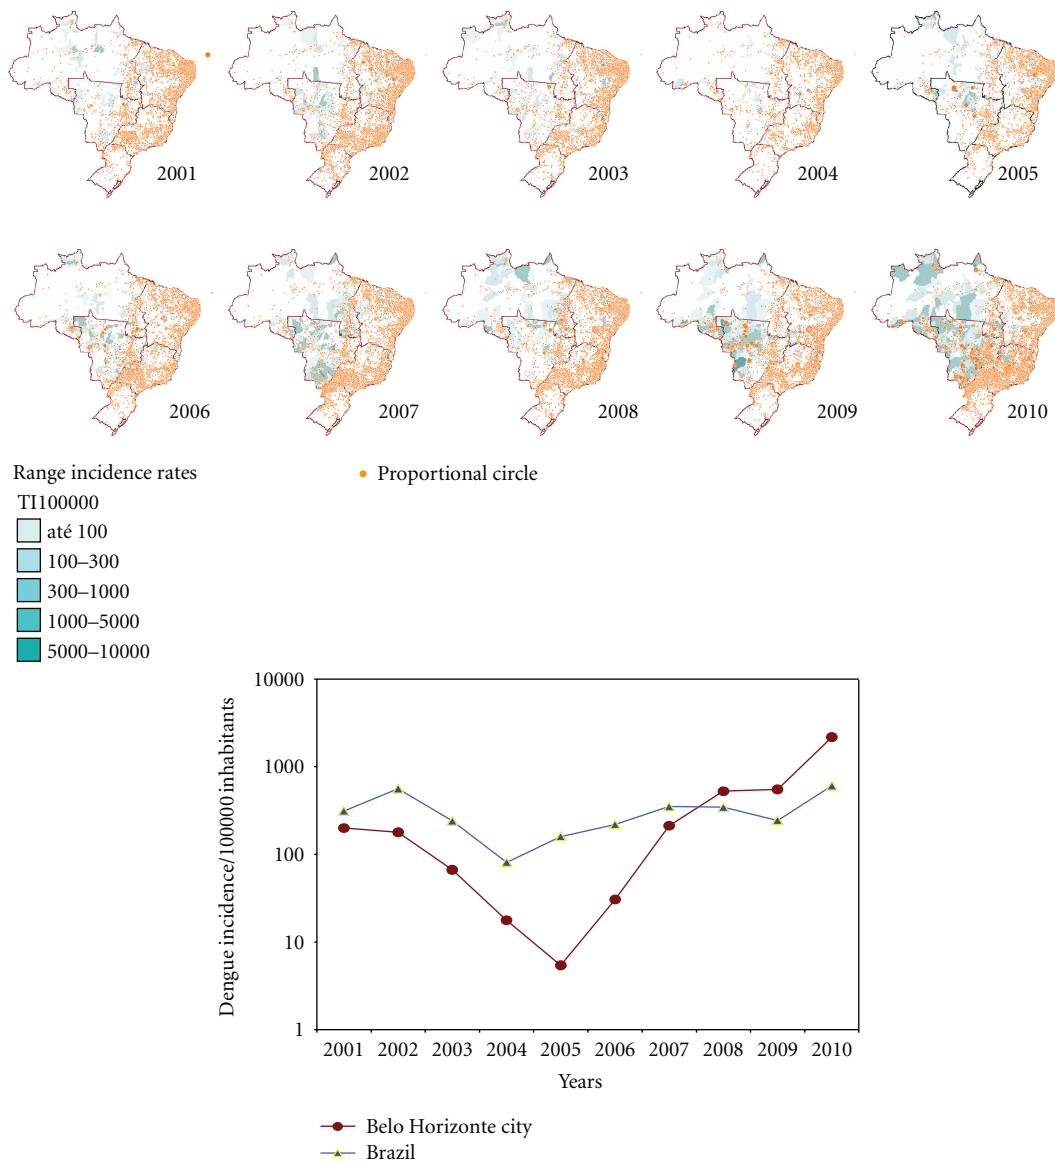 2001
2002
2003
2004
2005
2006
2007
2008
2009
2010
Range incidence rates
TI100000
até 100
100–300
300–1000
1000–5000
5000–10000
Proportional circle
Dengue incidence/100000 inhabitants
10000
1000
100
10
1
2001 2002 2003 2004 2005 2006 2007 2008 2009 2010
Years
Belo Horizonte city
Brazil